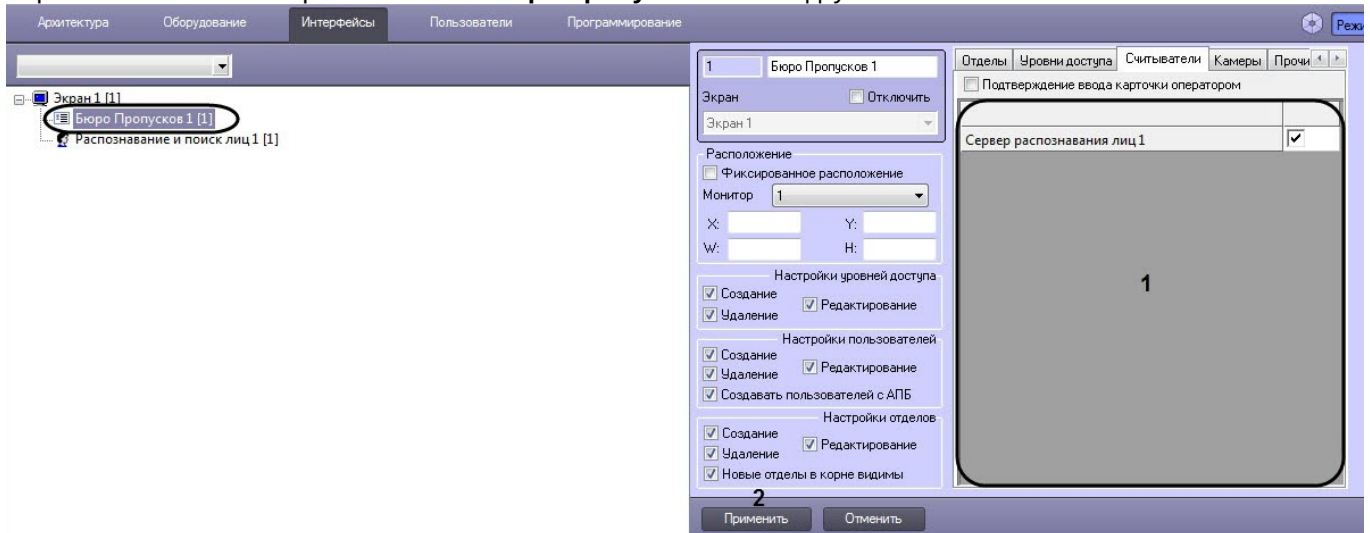 Архитектура Оборудование Интерфейсы Пользователи Программирование
Экран 1 [1]
Бюро Пропусков 1 [1]
Распознавание и поиск лиц 1 [1]
1 Бюро Пропусков 1
Экран Отключить
Экран 1
Расположение
Фиксированное расположение
Монитор 1
X: Y:
W: H:
Настройки уровней доступа
Создание
Редактирование
Удаление
Настройки пользователей
Создание
Редактирование
Удаление
Создавать пользователей с АПБ
Настройки отделов
Создание
Редактирование
Удаление
Новые отделы в корне видимы
2
Применить Отменить
Отделы Уровни доступа Считыватели Камеры Прочи
Подтверждение ввода карточки оператором
Сервер распознавания лиц 1
1